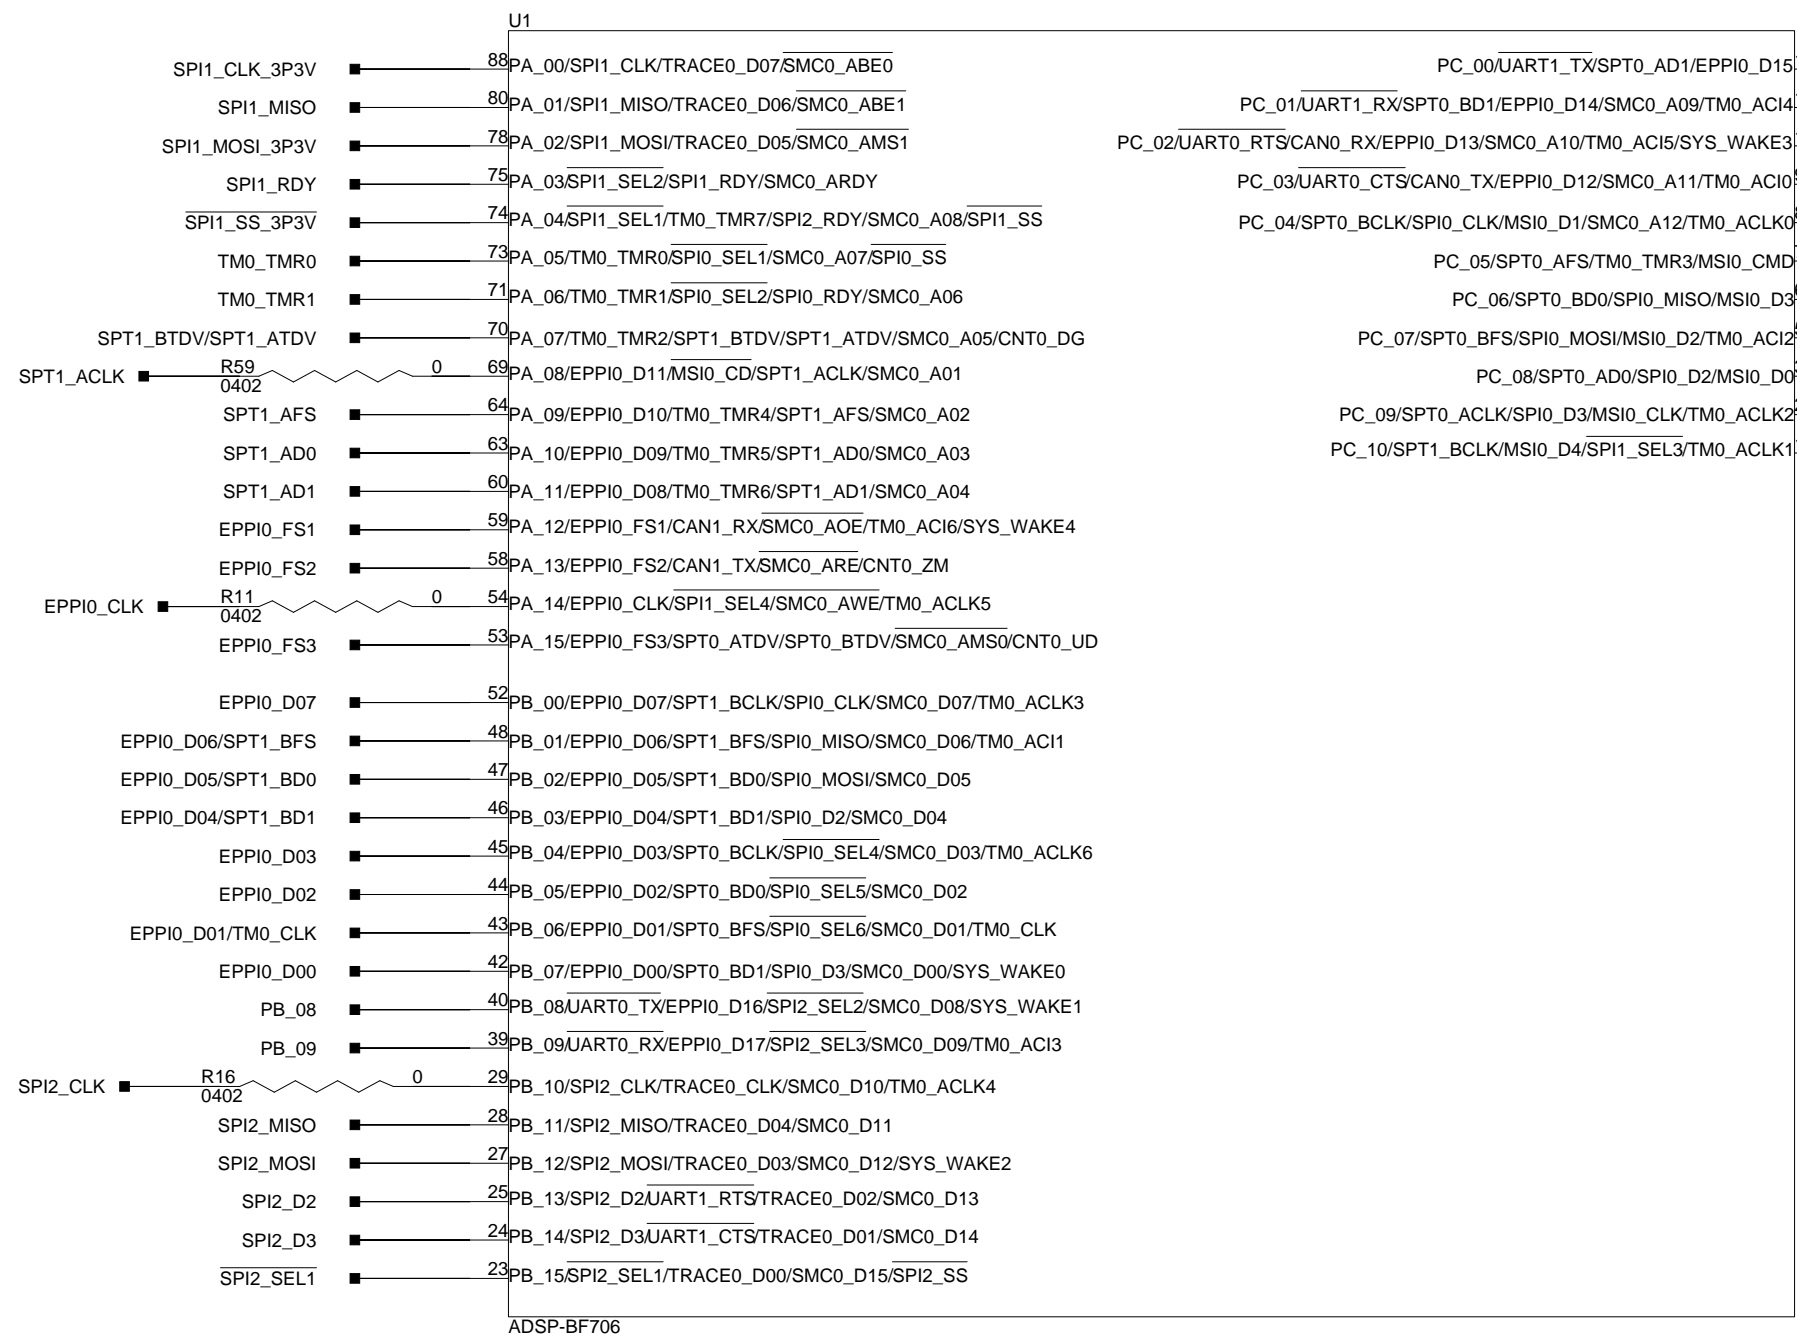 U1
SPI1_CLK_3P3V 88 PA_00/SPI1_CLK/TRACE0_D07/SMC0_ABE0 PC_00/UART1_TX/SPT0_AD1/EPPI0_D15
SPI1_MISO 80 PA_01/SPI1_MISO/TRACE0_D06/SMC0_ABE1 PC_01/UART1_RX/SPT0_BD1/EPPI0_D14/SMC0_A09/TM0_ACI4
SPI1_MOSI_3P3V 78 PA_02/SPI1_MOSI/TRACE0_D05/SMC0_AMS1 PC_02/UART0_RTS/CAN0_RX/EPPI0_D13/SMC0_A10/TM0_ACI5/SYS_WAKE3
SPI1_RDY 75 PA_03/SPI1_SEL2/SPI1_RDY/SMC0_ARDY PC_03/UART0_CTS/CAN0_TX/EPPI0_D12/SMC0_A11/TM0_ACI0
SPI1_SS_3P3V 74 PA_04/SPI1_SEL1/TM0_TMR7/SPI2_RDY/SMC0_A08/SPI1_SS PC_04/SPT0_BCLK/SPI0_CLK/MSI0_D1/SMC0_A12/TM0_ACLK0
TM0_TMR0 73 PA_05/TM0_TMR0/SPI0_SEL1/SMC0_A07/SPI0_SS PC_05/SPT0_AFS/TM0_TMR3/MSI0_CMD
TM0_TMR1 71 PA_06/TM0_TMR1/SPI0_SEL2/SPI0_RDY/SMC0_A06 PC_06/SPT0_BD0/SPI0_MISO/MSI0_D3
SPT1_BTDV/SPT1_ATDV 70 PA_07/TM0_TMR2/SPT1_BTDV/SPT1_ATDV/SMC0_A05/CNT0_DG PC_07/SPT0_BFS/SPI0_MOSI/MSI0_D2/TM0_ACI2
SPT1_ACLK R59 0402 0 69 PA_08/EPPI0_D11/MSI0_CD/SPT1_ACLK/SMC0_A01 PC_08/SPT0_AD0/SPI0_D2/MSI0_D0
SPT1_AFS 64 PA_09/EPPI0_D10/TM0_TMR4/SPT1_AFS/SMC0_A02 PC_09/SPT0_ACLK/SPI0_D3/MSI0_CLK/TM0_ACLK2
SPT1_AD0 63 PA_10/EPPI0_D09/TM0_TMR5/SPT1_AD0/SMC0_A03 PC_10/SPT1_BCLK/MSI0_D4/SPI1_SEL3/TM0_ACLK1
SPT1_AD1 60 PA_11/EPPI0_D08/TM0_TMR6/SPT1_AD1/SMC0_A04
EPPI0_FS1 59 PA_12/EPPI0_FS1/CAN1_RX/SMC0_AOE/TM0_ACI6/SYS_WAKE4
EPPI0_FS2 58 PA_13/EPPI0_FS2/CAN1_TX/SMC0_ARE/CNT0_ZM
EPPI0_CLK R11 0402 0 54 PA_14/EPPI0_CLK/SPI1_SEL4/SMC0_AWE/TM0_ACLK5
EPPI0_FS3 53 PA_15/EPPI0_FS3/SPT0_ATDV/SPT0_BTDV/SMC0_AMS0/CNT0_UD
EPPI0_D07 52 PB_00/EPPI0_D07/SPT1_BCLK/SPI0_CLK/SMC0_D07/TM0_ACLK3
EPPI0_D06/SPT1_BFS 48 PB_01/EPPI0_D06/SPT1_BFS/SPI0_MISO/SMC0_D06/TM0_ACI1
EPPI0_D05/SPT1_BD0 47 PB_02/EPPI0_D05/SPT1_BD0/SPI0_MOSI/SMC0_D05
EPPI0_D04/SPT1_BD1 46 PB_03/EPPI0_D04/SPT1_BD1/SPI0_D2/SMC0_D04
EPPI0_D03 45 PB_04/EPPI0_D03/SPT0_BCLK/SPI0_SEL4/SMC0_D03/TM0_ACLK6
EPPI0_D02 44 PB_05/EPPI0_D02/SPT0_BD0/SPI0_SEL5/SMC0_D02
EPPI0_D01/TM0_CLK 43 PB_06/EPPI0_D01/SPT0_BFS/SPI0_SEL6/SMC0_D01/TM0_CLK
EPPI0_D00 42 PB_07/EPPI0_D00/SPT0_BD1/SPI0_D3/SMC0_D00/SYS_WAKE0
PB_08 40 PB_08/UART0_TX/EPPI0_D16/SPI2_SEL2/SMC0_D08/SYS_WAKE1
PB_09 39 PB_09/UART0_RX/EPPI0_D17/SPI2_SEL3/SMC0_D09/TM0_ACI3
SPI2_CLK R16 0402 0 29 PB_10/SPI2_CLK/TRACE0_CLK/SMC0_D10/TM0_ACLK4
SPI2_MISO 28 PB_11/SPI2_MISO/TRACE0_D04/SMC0_D11
SPI2_MOSI 27 PB_12/SPI2_MOSI/TRACE0_D03/SMC0_D12/SYS_WAKE2
SPI2_D2 25 PB_13/SPI2_D2/UART1_RTS/TRACE0_D02/SMC0_D13
SPI2_D3 24 PB_14/SPI2_D3/UART1_CTS/TRACE0_D01/SMC0_D14
SPI2_SEL1 23 PB_15/SPI2_SEL1/TRACE0_D00/SMC0_D15/SPI2_SS
ADSP-BF706